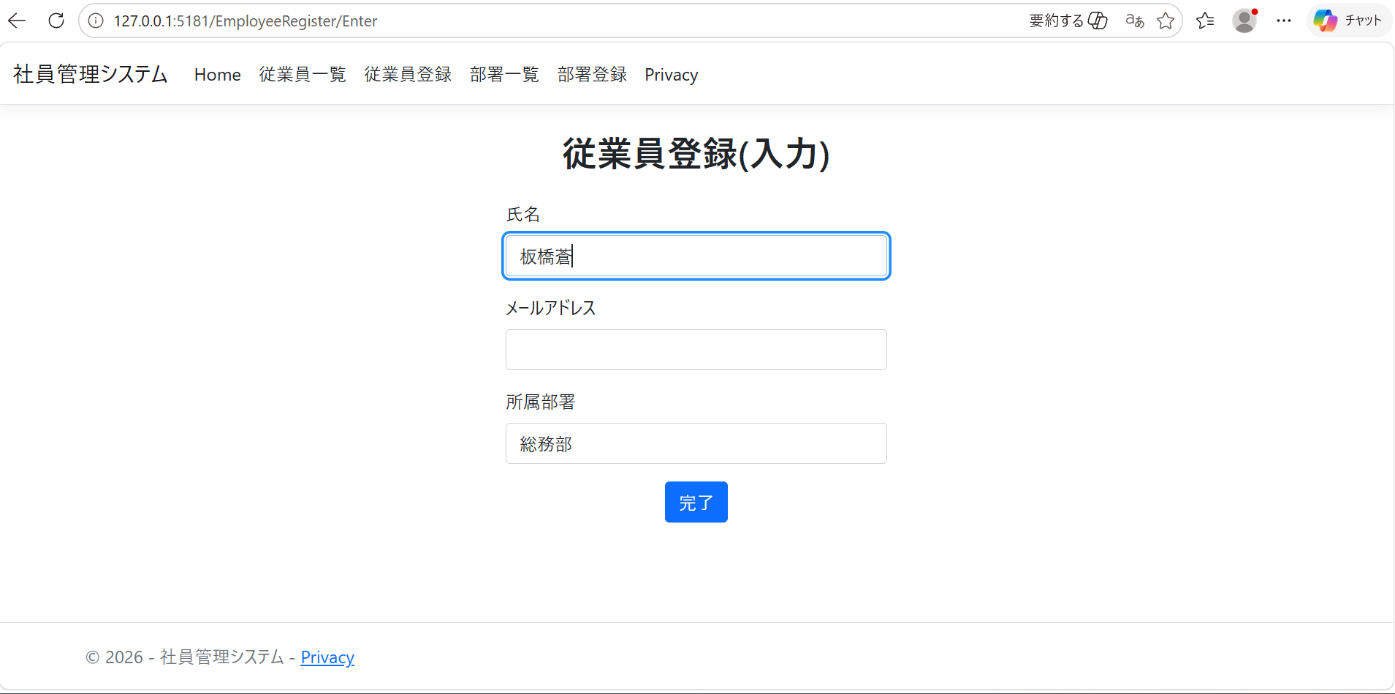 127.0.0.1:5181/EmployeeRegister/Enter 要約する aあ チャット
社員管理システム Home 従業員一覧 従業員登録 部署一覧 部署登録 Privacy
従業員登録(入力)
氏名
板橋蒼
メールアドレス
所属部署
総務部
完了
© 2026 - 社員管理システム - Privacy